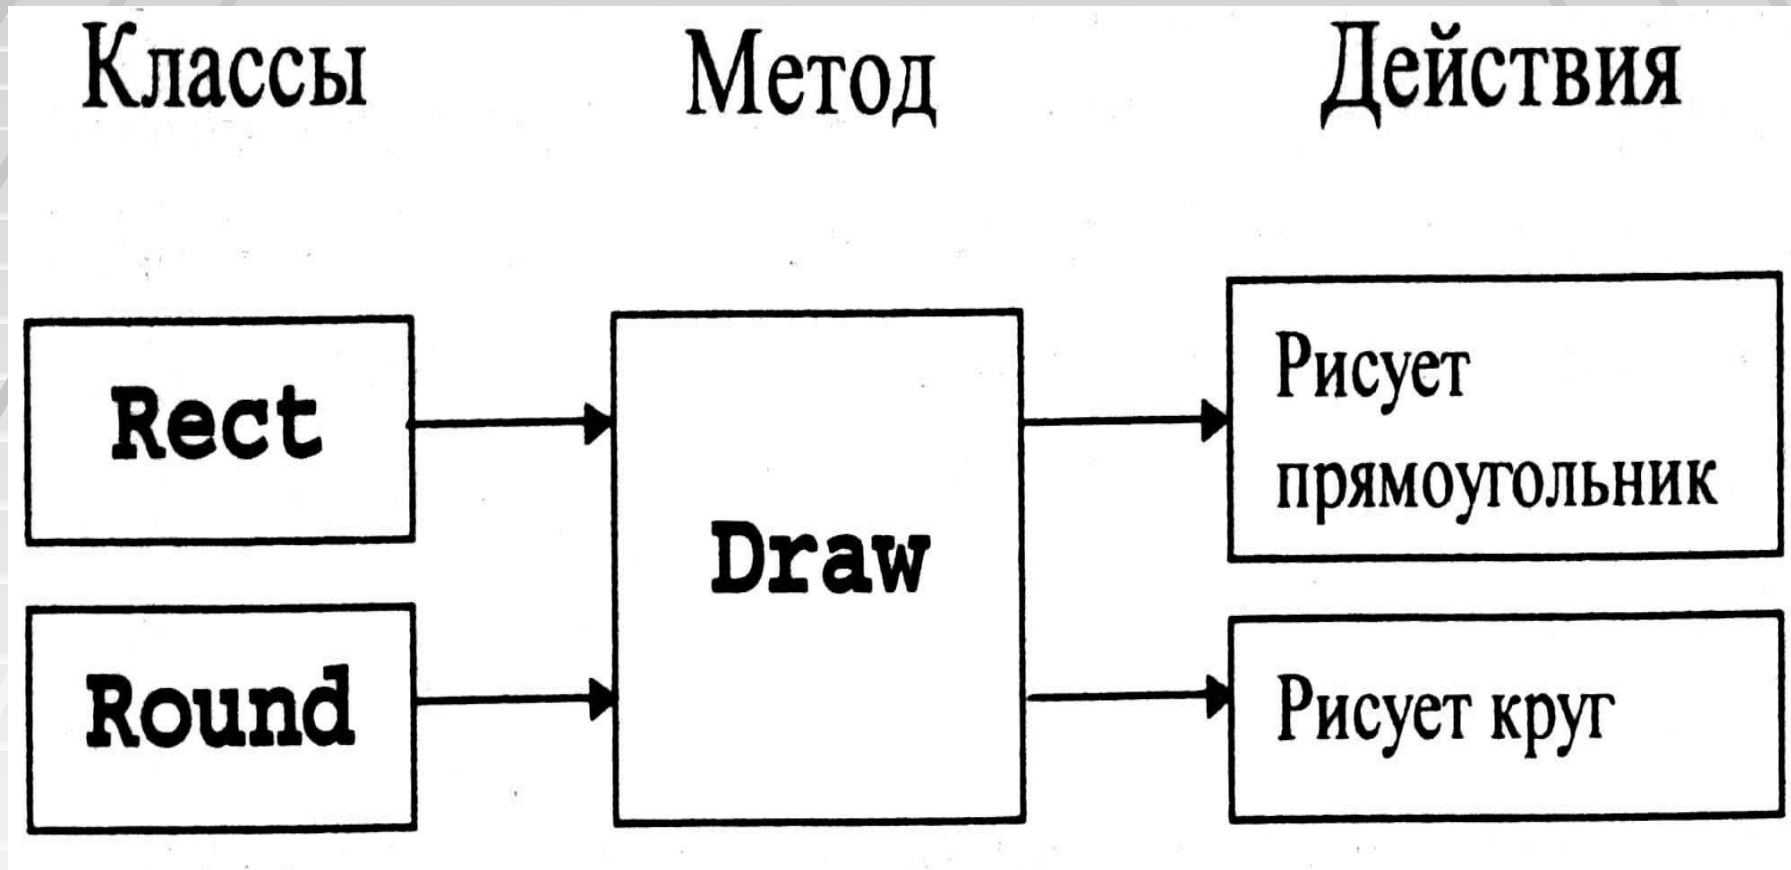 Классы
Метод
Действия
Rect
Draw
Рисует
прямоугольник
Round
Рисует круг